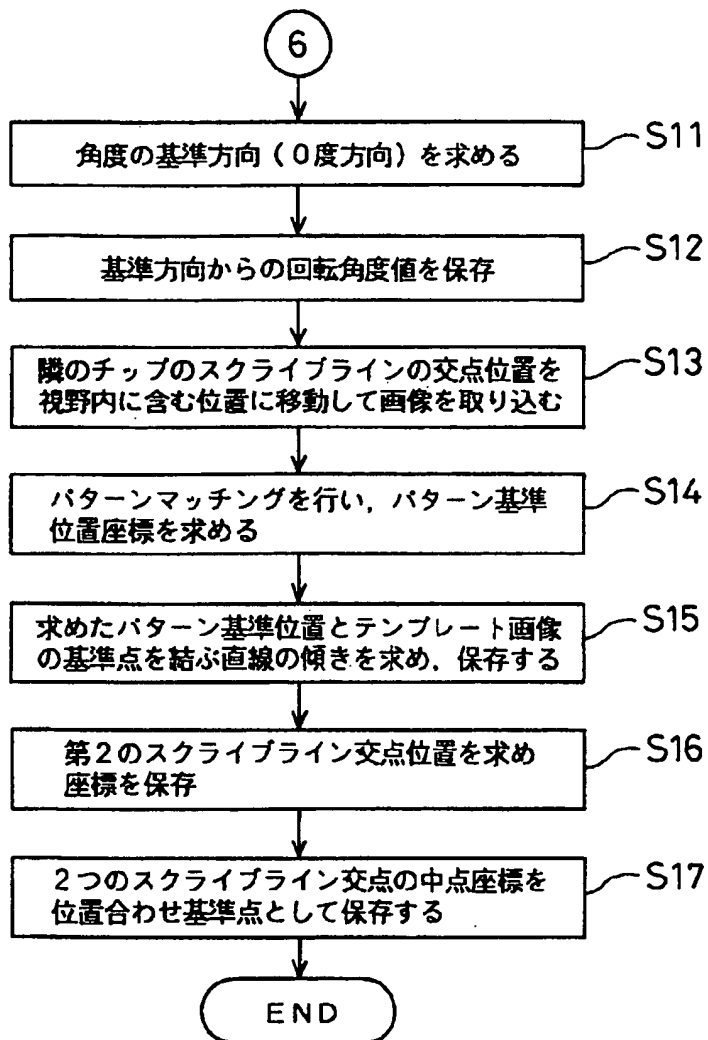 6
角度の基準方向(0度方向)を求める
S11
基準方向からの回転角度値を保存
S12
隣のチップのスクライブラインの交点位置を
視野内に含む位置に移動して画像を取り込む
S13
パターンマッチングを行い,パターン基準
位置座標を求める
S14
求めたパターン基準位置とテンプレート画像
の基準点を結ぶ直線の傾きを求め,保存する
S15
第2のスクライブライン交点位置を求め
座標を保存
S16
2つのスクライブライン交点の中点座標を
位置合わせ基準点として保存する
S17
END